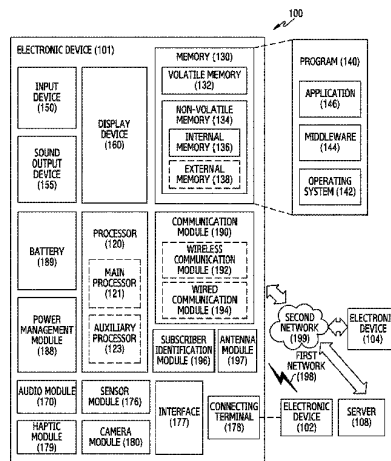 100
ELECTRONIC DEVICE (101)
INPUT
DEVICE
(150)
SOUND
OUTPUT
DEVICE
(155)
DISPLAY
DEVICE
(160)
MEMORY (130)
VOLATILE MEMORY
(132)
NON-VOLATILE
MEMORY (134)
INTERNAL
MEMORY (136)
EXTERNAL
MEMORY (138)
PROGRAM (140)
APPLICATION
(146)
MIDDLEWARE
(144)
OPERATING
SYSTEM (142)
BATTERY
(189)
POWER
MANAGEMENT
MODULE
(188)
PROCESSOR
(120)
MAIN
PROCESSOR
(121)
AUXILIARY
PROCESSOR
(123)
COMMUNICATION
MODULE (190)
WIRELESS
COMMUNICATION
MODULE (192)
WIRED
COMMUNICATION
MODULE (194)
SUBSCRIBER
IDENTIFICATION
MODULE (196)
ANTENNA
MODULE
(197)
AUDIO MODULE
(170)
SENSOR
MODULE (176)
HAPTIC MODULE
(179)
CAMERA
MODULE (180)
INTERFACE
(177)
CONNECTING
TERMINAL
(178)
SECOND
NETWORK
(199)
ELECTRONIC
DEVICE (104)
FIRST
NETWORK
(198)
ELECTRONIC
DEVICE (102)
SERVER
(108)